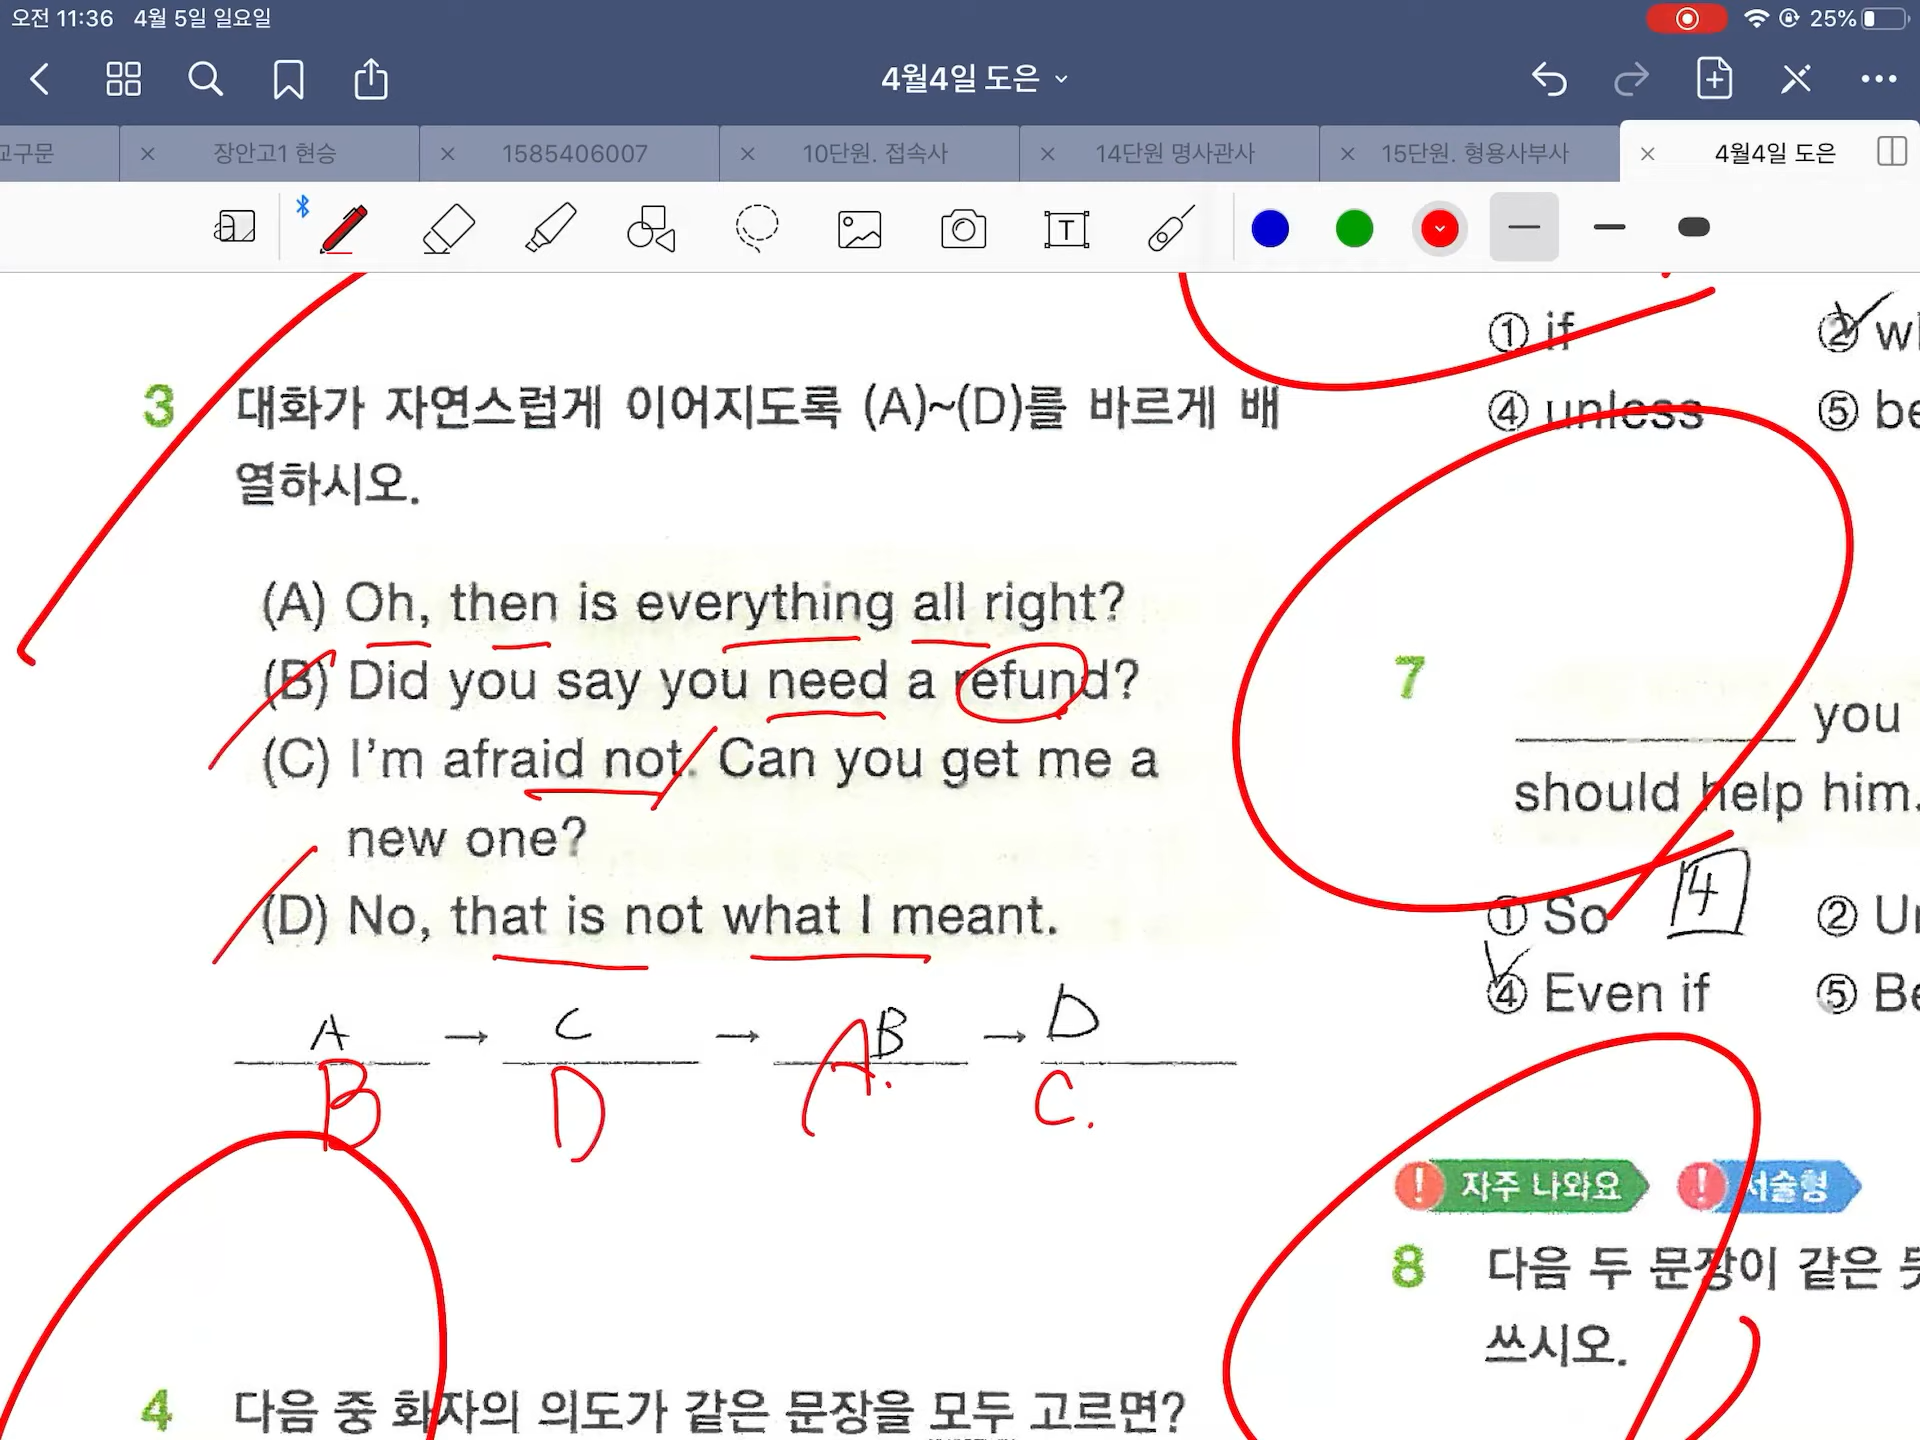 오전 11:36 4월 5일 일요일
25%
4월4일 도은
교구문
장안고1 현승
1585406007
10단원. 접속사
14단원 명사관사
15단원. 형용사부사
4월4일 도은
3 대화가 자연스럽게 이어지도록 (A)~(D)를 바르게 배
열하시오.
(A) Oh, then is everything all right?
(B) Did you say you need a refund?
(C) I'm afraid not. Can you get me a
new one?
(D) No, that is not what I meant.
A → C → B → D
B D A. C.
4 다음 중 화자의 의도가 같은 문장을 모두 고르면?
① if ②
④ unless ⑤ be
7
you
should help him.
4
① So ② Un
④ Even if ⑤ Be
! 자주 나와요 ! 서술형
8 다음 두 문장이 같은
쓰시오.